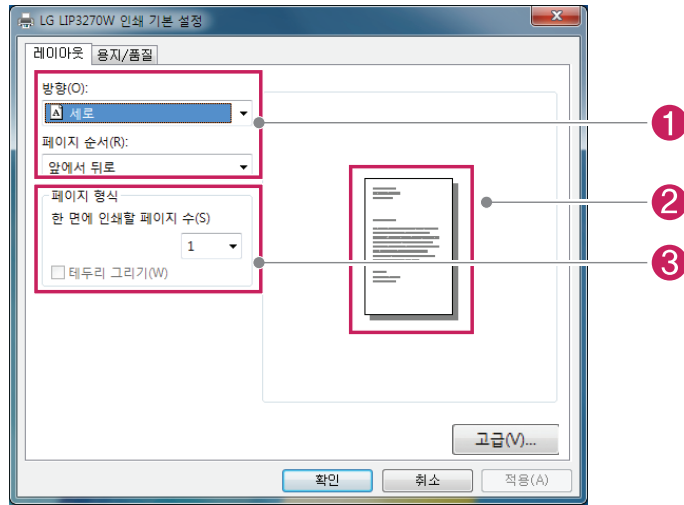 LG LIP3270W 인쇄 기본 설정
레이아웃 용지/품질
방향(O):
A 세로
페이지 순서(R):
앞에서 뒤로
페이지 형식
한 면에 인쇄할 페이지 수(S)
1
테두리 그리기(W)
1
2
3
고급(V)...
확인 취소 적용(A)